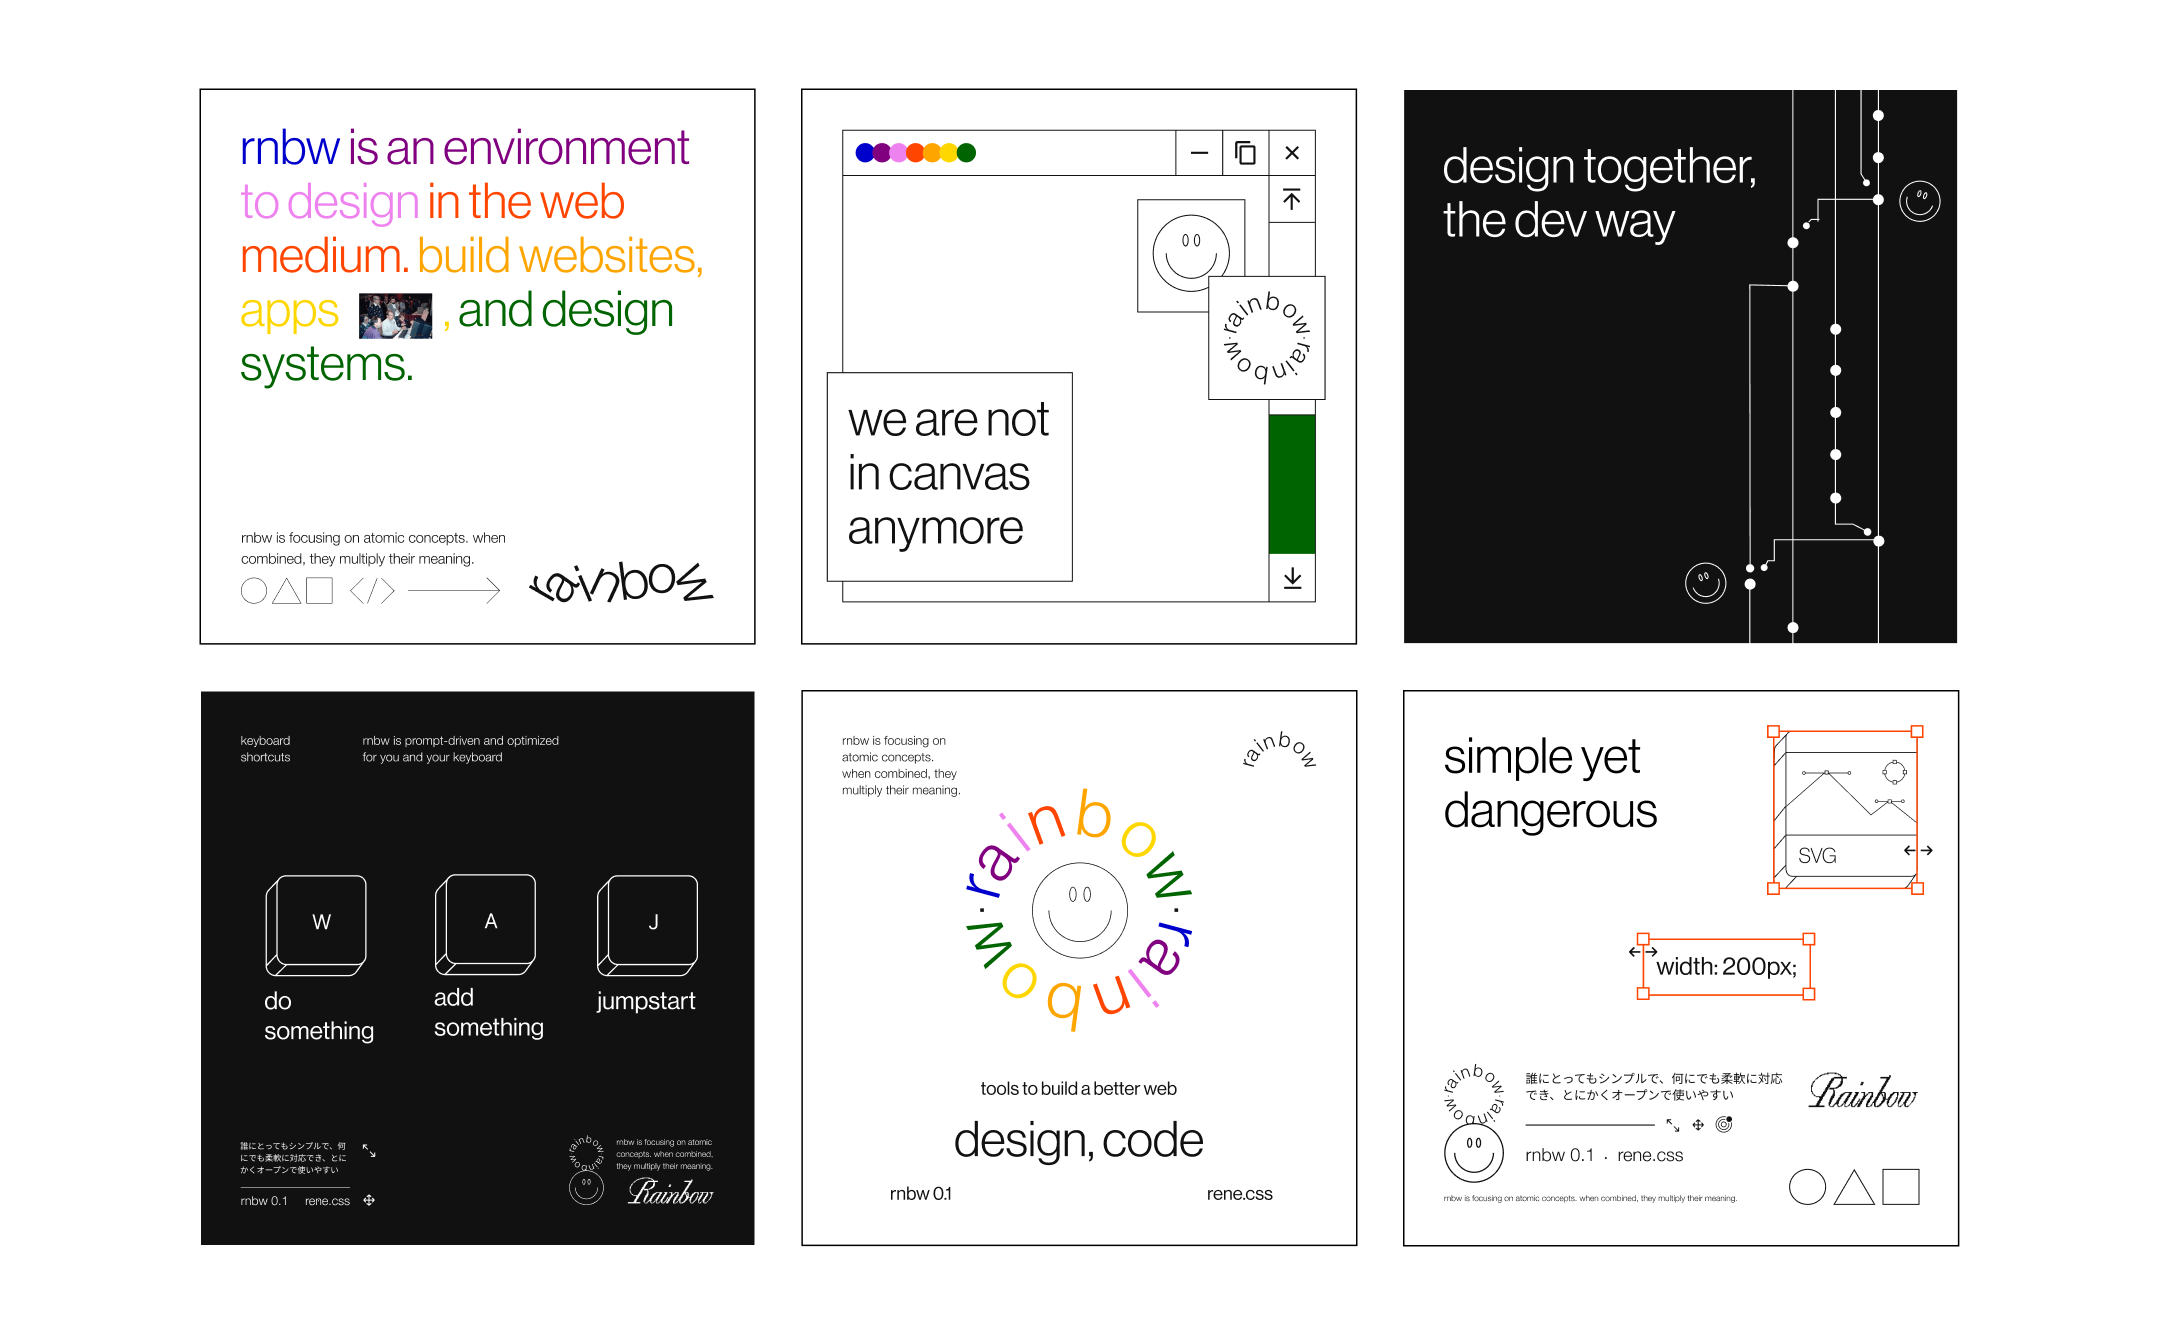 rnbw is an environment
to design in the web
medium. build websites,
apps , and design
systems.
rnbw is focusing on atomic concepts. when
combined, they multiply their meaning.
</>
rainbow
rainbow·rainbow·
we are not
in canvas
anymore
design together,
the dev way
keyboard
shortcuts
rnbw is prompt-driven and optimized
for you and your keyboard
W
A
J
do
something
add
something
jumpstart
誰にとってもシンプルで、何
にでも柔軟に対応でき、とに
かくオープンで使いやすい
rnbw 0.1
rene.css
rainbow·rainbow·
rnbw is focusing on atomic
concepts. when combined,
they multiply their meaning.
Rainbow
rnbw is focusing on
atomic concepts.
when combined, they
multiply their meaning.
rainbow
rainbow·rainbow·
tools to build a better web
design, code
rnbw 0.1
rene.css
simple yet
dangerous
SVG
width: 200px;
rainbow·rainbow·
誰にとってもシンプルで、何にでも柔軟に対応
でき、とにかくオープンで使いやすい
Rainbow
rnbw 0.1 . rene.css
rnbw is focusing on atomic concepts. when combined, they multiply their meaning.